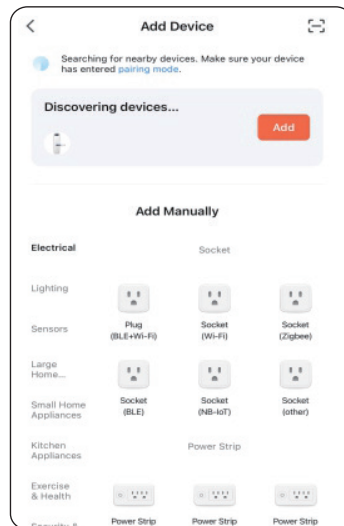 Add Device
Searching for nearby devices. Make sure your device
has entered pairing mode.
Discovering devices...
Add
Add Manually
Electrical
Socket
Lighting
Plug
(BLE+Wi-Fi)
Socket
(Wi-Fi)
Socket
(Zigbee)
Sensors
Large
Home...
Socket
(BLE)
Socket
(NB-IoT)
Socket
(other)
Small Home
Appliances
Kitchen
Appliances
Power Strip
Exercise
& Health
Power Strip
Power Strip
Power Strip